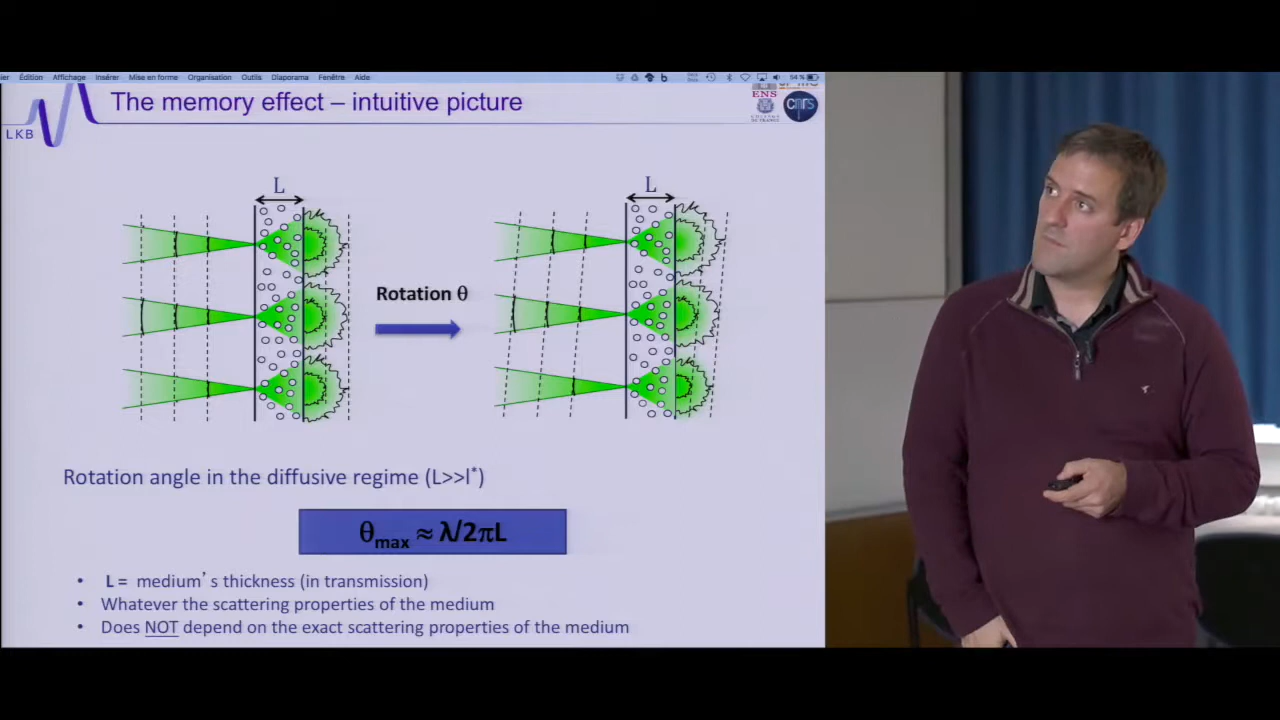 Édition Affichage Insérer Mise en forme Organisation Outils Diaporama Fenêtre Aide
54 %
The memory effect – intuitive picture
LKB
ENS
cnrs
L
L
Rotation θ
Rotation angle in the diffusive regime (L>>l*)
θmax ≈ λ/2πL
• L = medium's thickness (in transmission)
• Whatever the scattering properties of the medium
• Does NOT depend on the exact scattering properties of the medium